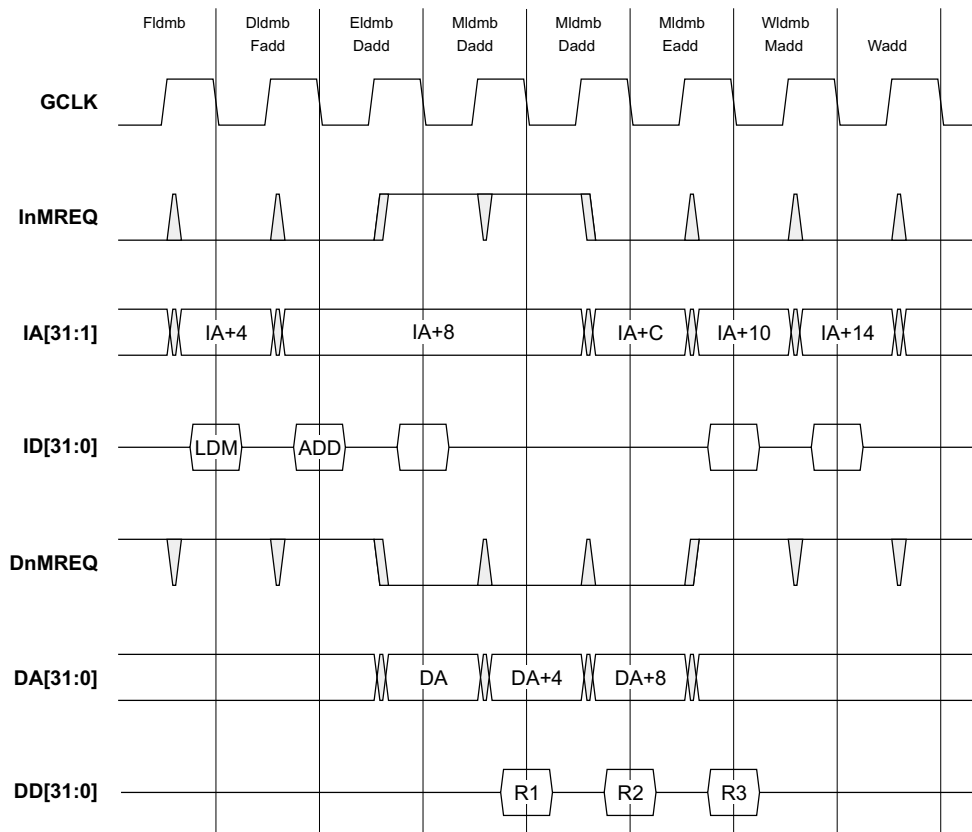 Fldmb Dldmb Eldmb Mldmb Mldmb Mldmb Wldmb
Fadd Dadd Dadd Dadd Eadd Madd Wadd
GCLK
InMREQ
IA[31:1] IA+4 IA+8 IA+C IA+10 IA+14
ID[31:0] LDM ADD
DnMREQ
DA[31:0] DA DA+4 DA+8
DD[31:0] R1 R2 R3